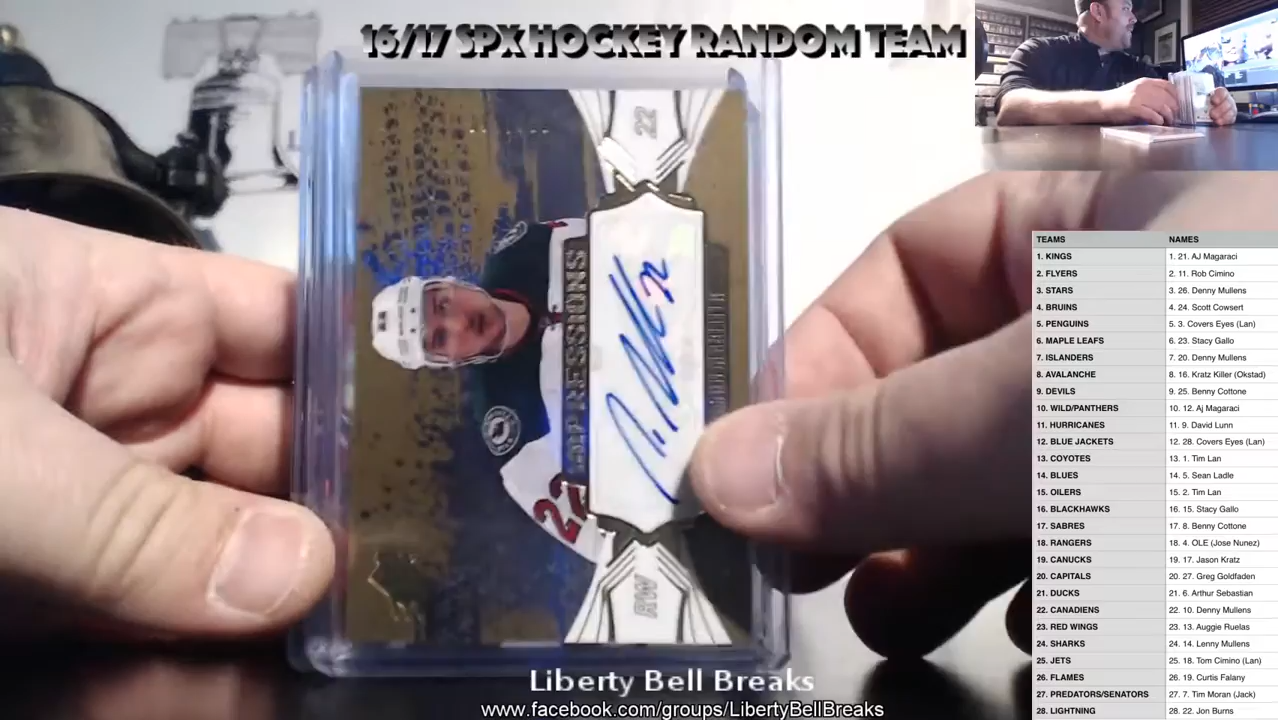 16/17 SPX HOCKEY RANDOM TEAM
22
IMPRESSIONS
22
RW
TEAMS NAMES
1. KINGS 1. 21. AJ Magaraci
2. FLYERS 2. 11. Rob Cimino
3. STARS 3. 26. Denny Mullens
4. BRUINS 4. 24. Scott Cowsert
5. PENGUINS 5. 3. Covers Eyes (Lan)
6. MAPLE LEAFS 6. 23. Stacy Gallo
7. ISLANDERS 7. 20. Denny Mullens
8. AVALANCHE 8. 16. Kratz Killer (Okstad)
9. DEVILS 9. 25. Benny Cottone
10. WILD/PANTHERS 10. 12. Aj Magaraci
11. HURRICANES 11. 9. David Lunn
12. BLUE JACKETS 12. 28. Covers Eyes (Lan)
13. COYOTES 13. 1. Tim Lan
14. BLUES 14. 5. Sean Ladle
15. OILERS 15. 2. Tim Lan
16. BLACKHAWKS 16. 15. Stacy Gallo
17. SABRES 17. 8. Benny Cottone
18. RANGERS 18. 4. OLE (Jose Nunez)
19. CANUCKS 19. 17. Jason Kratz
20. CAPITALS 20. 27. Greg Goldfaden
21. DUCKS 21. 6. Arthur Sebastian
22. CANADIENS 22. 10. Denny Mullens
23. RED WINGS 23. 13. Auggie Ruelas
24. SHARKS 24. 14. Lenny Mullens
25. JETS 25. 18. Tom Cimino (Lan)
26. FLAMES 26. 19. Curtis Falany
27. PREDATORS/SENATORS 27. 7. Tim Moran (Jack)
28. LIGHTNING 28. 22. Jon Burns
Liberty Bell Breaks
www.facebook.com/groups/LibertyBellBreaks